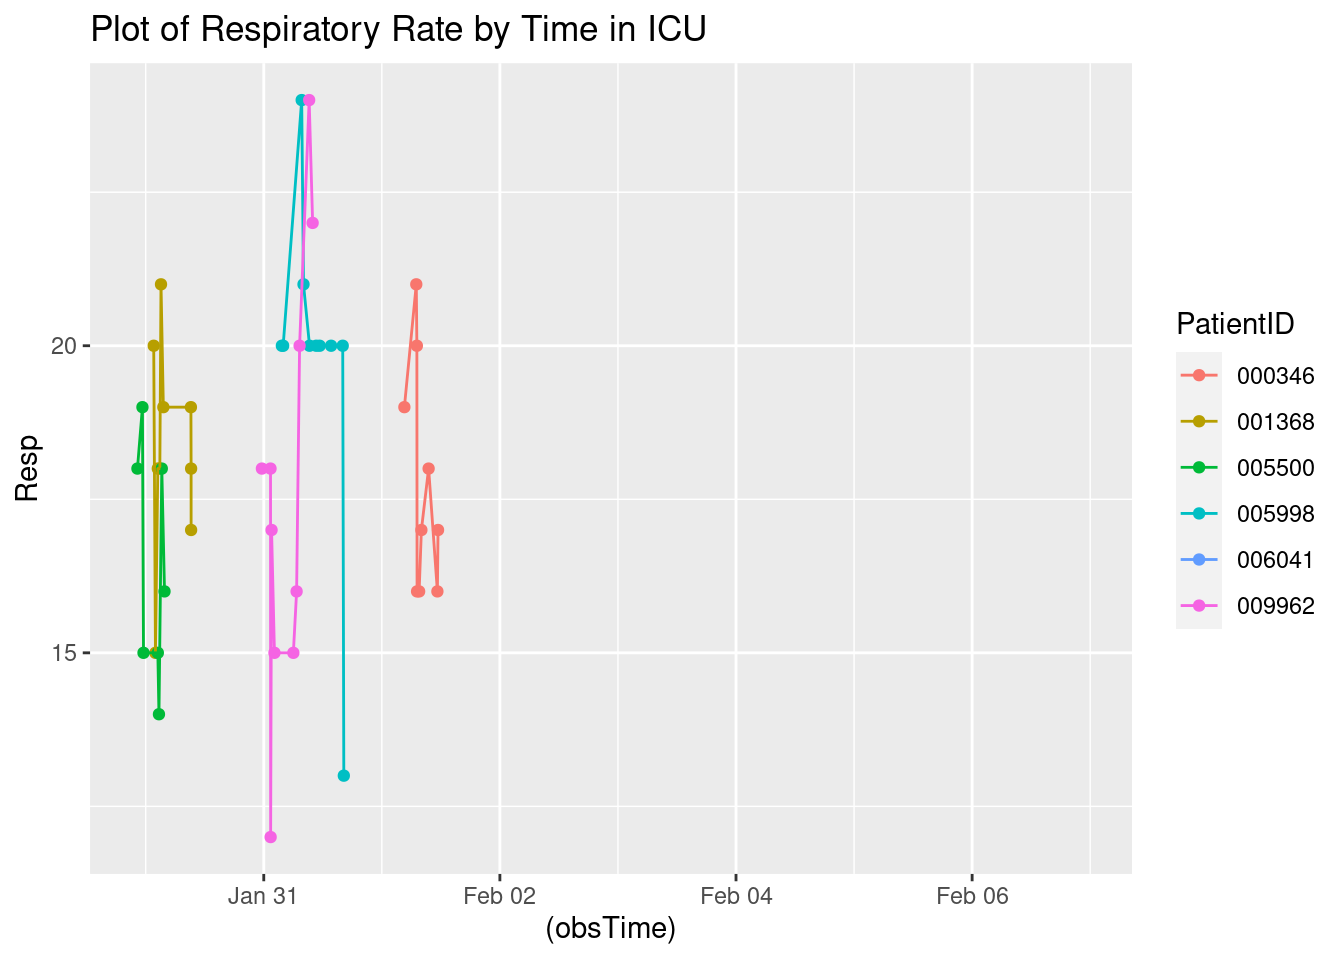 Plot of Respiratory Rate by Time in ICU
Resp
20
15
Jan 31
Feb 02
Feb 04
Feb 06
(obsTime)
PatientID
000346
001368
005500
005998
006041
009962